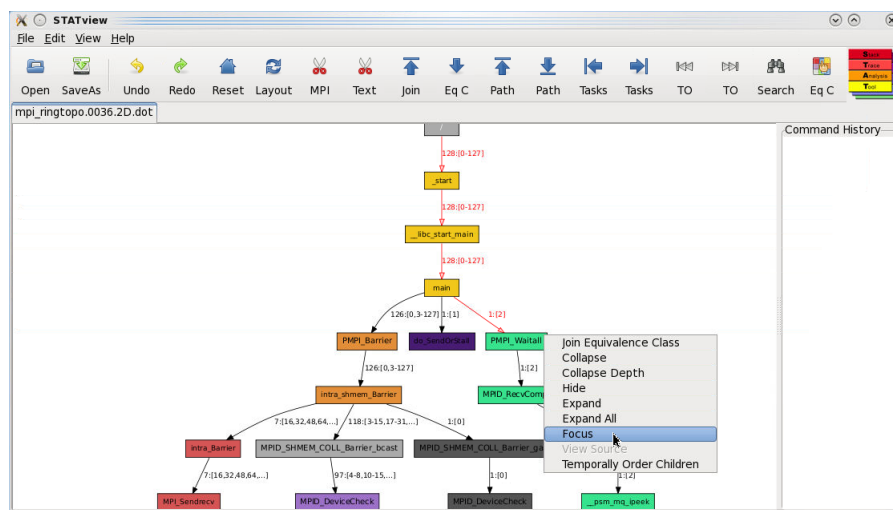 STATview
File Edit View Help
Open SaveAs Undo Redo Reset Layout MPI Text Join Eq C Path Path Tasks Tasks TO TO Search Eq C
Stack
Trace
Analysis
Tool
mpi_ringtopo.0036.2D.dot
Command History
/
128:[0-127]
_start
128:[0-127]
__libc_start_main
128:[0-127]
main
126:[0,3-127] 1:[1] 1:[2]
PMPI_Barrier do_SendOrStall PMPI_Waitall
126:[0,3-127] 1:[2]
intra_shmem_Barrier MPID_RecvComp
7:[16,32,48,64,...] 118:[3-15,17-31,...] 1:[0]
intra_Barrier MPID_SHMEM_COLL_Barrier_bcast MPID_SHMEM_COLL_Barrier_ga
7:[16,32,48,64,...] 97:[4-8,10-15,...] 1:[0] 1:[2]
MPI_Sendrecv MPID_DeviceCheck MPID_DeviceCheck __psm_mq_ipeek
Join Equivalence Class
Collapse
Collapse Depth
Hide
Expand
Expand All
Focus
View Source
Temporally Order Children